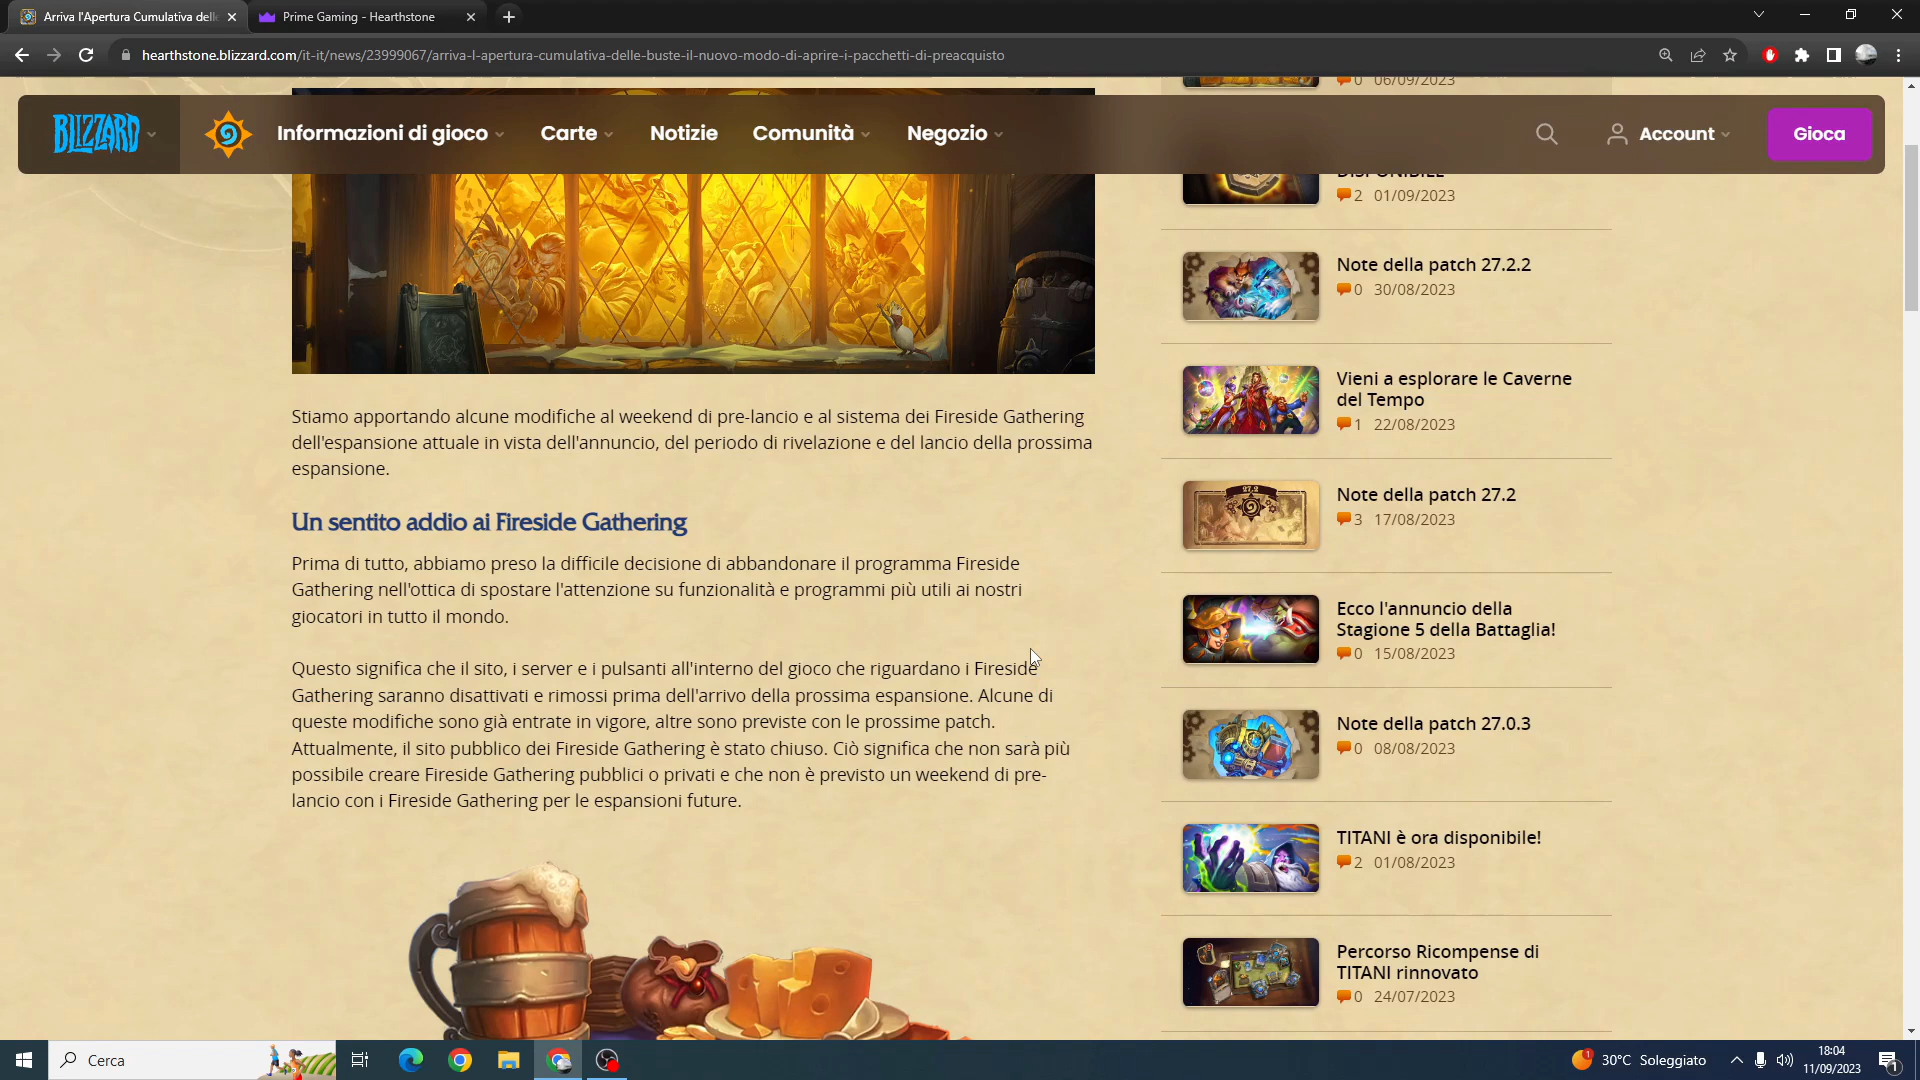 Arriva l'Apertura Cumulativa dell
Prime Gaming - Hearthstone
hearthstone.blizzard.com/it-it/news/23999067/arriva-l-apertura-cumulativa-delle-buste-il-nuovo-modo-di-aprire-i-pacchetti-di-preacquisto
BLIZZARD
Informazioni di gioco
Carte
Notizie
Comunità
Negozio
Account
Gioca
Stiamo apportando alcune modifiche al weekend di pre-lancio e al sistema dei Fireside Gathering
dell'espansione attuale in vista dell'annuncio, del periodo di rivelazione e del lancio della prossima
espansione.
Un sentito addio ai Fireside Gathering
Prima di tutto, abbiamo preso la difficile decisione di abbandonare il programma Fireside
Gathering nell'ottica di spostare l'attenzione su funzionalità e programmi più utili ai nostri
giocatori in tutto il mondo.
Questo significa che il sito, i server e i pulsanti all'interno del gioco che riguardano i Fireside
Gathering saranno disattivati e rimossi prima dell'arrivo della prossima espansione. Alcune di
queste modifiche sono già entrate in vigore, altre sono previste con le prossime patch.
Attualmente, il sito pubblico dei Fireside Gathering è stato chiuso. Ciò significa che non sarà più
possibile creare Fireside Gathering pubblici o privati e che non è previsto un weekend di pre-
lancio con i Fireside Gathering per le espansioni future.
0 06/09/2023
DISPONIBILE
2 01/09/2023
Note della patch 27.2.2
0 30/08/2023
Vieni a esplorare le Caverne
del Tempo
1 22/08/2023
27.2
Note della patch 27.2
3 17/08/2023
Ecco l'annuncio della
Stagione 5 della Battaglia!
0 15/08/2023
Note della patch 27.0.3
0 08/08/2023
TITANI è ora disponibile!
2 01/08/2023
Percorso Ricompense di
TITANI rinnovato
0 24/07/2023
Cerca
1
30°C Soleggiato
18:04
11/09/2023
1